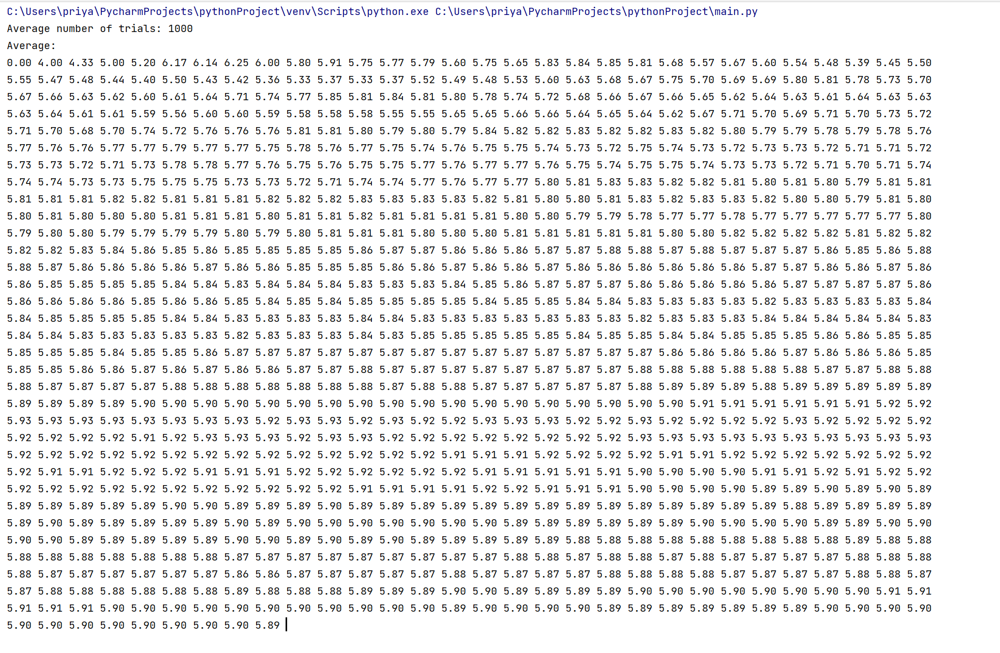 C:\Users\priya\PycharmProjects\pythonProject\venv\Scripts\python.exe C:\Users\priya\PycharmProjects\pythonProject\main.py
Average number of trials: 1000
Average:
0.00 4.00 4.33 5.00 5.20 6.17 6.14 6.25 6.00 5.80 5.91 5.75 5.77 5.79 5.60 5.75 5.65 5.83 5.84 5.85 5.81 5.68 5.57 5.67 5.60 5.54 5.48 5.39 5.45 5.50
5.55 5.47 5.48 5.44 5.40 5.50 5.43 5.42 5.36 5.33 5.37 5.33 5.37 5.52 5.49 5.48 5.53 5.60 5.63 5.68 5.67 5.75 5.70 5.69 5.69 5.80 5.81 5.78 5.73 5.70
5.67 5.66 5.63 5.62 5.60 5.61 5.64 5.71 5.74 5.77 5.85 5.81 5.84 5.81 5.80 5.78 5.74 5.72 5.68 5.66 5.67 5.66 5.65 5.62 5.64 5.63 5.61 5.64 5.63 5.63
5.63 5.64 5.61 5.61 5.59 5.56 5.60 5.60 5.59 5.58 5.58 5.58 5.55 5.55 5.65 5.65 5.66 5.66 5.64 5.65 5.64 5.62 5.67 5.71 5.70 5.69 5.71 5.70 5.73 5.72
5.71 5.70 5.68 5.70 5.74 5.72 5.76 5.76 5.76 5.81 5.81 5.80 5.79 5.80 5.79 5.84 5.82 5.82 5.83 5.82 5.82 5.83 5.82 5.80 5.79 5.79 5.78 5.79 5.78 5.76
5.77 5.76 5.76 5.77 5.77 5.79 5.77 5.77 5.75 5.78 5.76 5.77 5.75 5.74 5.76 5.75 5.75 5.74 5.73 5.72 5.75 5.74 5.73 5.72 5.73 5.73 5.72 5.71 5.71 5.72
5.73 5.73 5.72 5.71 5.73 5.78 5.78 5.77 5.76 5.75 5.76 5.75 5.75 5.77 5.76 5.77 5.77 5.76 5.75 5.74 5.75 5.75 5.74 5.73 5.73 5.72 5.71 5.70 5.71 5.74
5.74 5.74 5.73 5.73 5.75 5.75 5.75 5.73 5.73 5.72 5.71 5.74 5.74 5.77 5.76 5.77 5.77 5.80 5.81 5.83 5.83 5.82 5.82 5.81 5.80 5.81 5.80 5.79 5.81 5.81
5.81 5.81 5.81 5.82 5.82 5.81 5.81 5.81 5.82 5.82 5.82 5.83 5.83 5.83 5.83 5.82 5.81 5.80 5.80 5.81 5.83 5.82 5.83 5.83 5.82 5.80 5.80 5.79 5.81 5.80
5.80 5.81 5.80 5.80 5.80 5.81 5.81 5.81 5.80 5.81 5.81 5.82 5.81 5.81 5.81 5.81 5.80 5.80 5.79 5.79 5.78 5.77 5.77 5.78 5.77 5.77 5.77 5.77 5.77 5.80
5.79 5.80 5.80 5.79 5.79 5.79 5.79 5.80 5.79 5.80 5.81 5.81 5.81 5.80 5.80 5.80 5.81 5.81 5.81 5.81 5.81 5.80 5.80 5.82 5.82 5.82 5.82 5.81 5.82 5.82
5.82 5.82 5.83 5.84 5.86 5.85 5.86 5.85 5.85 5.85 5.85 5.86 5.87 5.87 5.86 5.86 5.86 5.87 5.87 5.88 5.88 5.87 5.88 5.87 5.87 5.87 5.86 5.85 5.86 5.88
5.88 5.87 5.86 5.86 5.86 5.86 5.87 5.86 5.86 5.85 5.85 5.85 5.86 5.86 5.87 5.86 5.86 5.87 5.86 5.86 5.86 5.86 5.86 5.86 5.87 5.87 5.86 5.86 5.87 5.86
5.86 5.85 5.85 5.85 5.85 5.84 5.84 5.83 5.84 5.84 5.84 5.83 5.83 5.83 5.84 5.85 5.86 5.87 5.87 5.87 5.86 5.86 5.86 5.86 5.86 5.87 5.87 5.87 5.87 5.86
5.86 5.86 5.86 5.86 5.85 5.86 5.86 5.85 5.84 5.85 5.84 5.85 5.85 5.85 5.85 5.84 5.85 5.85 5.84 5.84 5.83 5.83 5.83 5.83 5.82 5.83 5.83 5.83 5.83 5.84
5.84 5.85 5.85 5.85 5.85 5.84 5.84 5.83 5.83 5.83 5.83 5.84 5.84 5.83 5.83 5.83 5.83 5.83 5.83 5.83 5.82 5.83 5.83 5.83 5.84 5.84 5.84 5.84 5.84 5.83
5.84 5.84 5.83 5.83 5.83 5.83 5.83 5.82 5.83 5.83 5.83 5.84 5.83 5.85 5.85 5.85 5.85 5.85 5.84 5.85 5.85 5.84 5.84 5.85 5.85 5.85 5.86 5.86 5.85 5.85
5.85 5.85 5.85 5.84 5.85 5.85 5.86 5.87 5.87 5.87 5.87 5.87 5.87 5.87 5.87 5.87 5.87 5.87 5.87 5.87 5.87 5.86 5.86 5.86 5.86 5.87 5.86 5.86 5.86 5.85
5.85 5.85 5.86 5.86 5.87 5.86 5.87 5.86 5.86 5.87 5.87 5.88 5.87 5.87 5.87 5.87 5.87 5.87 5.87 5.87 5.88 5.88 5.88 5.88 5.88 5.88 5.87 5.87 5.88 5.88
5.88 5.87 5.87 5.87 5.87 5.88 5.88 5.88 5.88 5.88 5.88 5.88 5.87 5.88 5.88 5.87 5.87 5.87 5.87 5.87 5.88 5.89 5.89 5.89 5.88 5.89 5.89 5.89 5.89 5.89
5.89 5.89 5.89 5.89 5.90 5.90 5.90 5.90 5.90 5.90 5.90 5.90 5.90 5.90 5.90 5.90 5.90 5.90 5.90 5.90 5.90 5.90 5.91 5.91 5.91 5.91 5.91 5.91 5.92 5.92
5.93 5.93 5.93 5.93 5.93 5.93 5.93 5.93 5.92 5.93 5.93 5.92 5.93 5.92 5.92 5.93 5.93 5.93 5.92 5.92 5.93 5.92 5.92 5.92 5.92 5.93 5.92 5.92 5.92 5.92
5.92 5.92 5.92 5.92 5.91 5.92 5.93 5.93 5.93 5.92 5.93 5.93 5.92 5.92 5.92 5.92 5.92 5.92 5.92 5.92 5.93 5.93 5.93 5.93 5.93 5.93 5.93 5.93 5.93 5.93
5.92 5.92 5.92 5.92 5.92 5.92 5.92 5.92 5.92 5.92 5.92 5.92 5.92 5.92 5.91 5.91 5.91 5.92 5.92 5.92 5.92 5.91 5.91 5.92 5.92 5.92 5.92 5.92 5.92 5.92
5.92 5.91 5.91 5.92 5.92 5.92 5.91 5.91 5.91 5.92 5.92 5.92 5.92 5.92 5.92 5.91 5.91 5.91 5.91 5.91 5.90 5.90 5.90 5.90 5.91 5.91 5.92 5.91 5.92 5.92
5.92 5.92 5.92 5.92 5.92 5.92 5.92 5.92 5.92 5.92 5.92 5.91 5.91 5.91 5.91 5.92 5.92 5.91 5.91 5.91 5.90 5.90 5.90 5.90 5.89 5.89 5.90 5.89 5.90 5.89
5.89 5.89 5.89 5.89 5.89 5.90 5.90 5.89 5.89 5.89 5.90 5.89 5.89 5.89 5.89 5.89 5.89 5.89 5.89 5.89 5.89 5.89 5.89 5.89 5.89 5.88 5.89 5.89 5.89 5.89
5.89 5.90 5.89 5.89 5.89 5.89 5.89 5.90 5.89 5.90 5.90 5.90 5.90 5.90 5.90 5.90 5.89 5.89 5.89 5.89 5.89 5.89 5.90 5.90 5.90 5.90 5.89 5.89 5.90 5.90
5.90 5.90 5.89 5.89 5.89 5.89 5.89 5.90 5.90 5.89 5.90 5.89 5.90 5.89 5.89 5.89 5.89 5.89 5.88 5.88 5.88 5.88 5.88 5.88 5.88 5.88 5.88 5.89 5.88 5.88
5.88 5.88 5.88 5.88 5.88 5.88 5.88 5.87 5.87 5.87 5.87 5.87 5.87 5.87 5.87 5.87 5.88 5.88 5.87 5.88 5.88 5.87 5.88 5.87 5.87 5.87 5.87 5.88 5.88 5.88
5.88 5.87 5.87 5.87 5.87 5.87 5.87 5.86 5.86 5.87 5.87 5.87 5.87 5.87 5.88 5.87 5.87 5.87 5.87 5.88 5.88 5.88 5.88 5.87 5.87 5.87 5.87 5.88 5.88 5.87
5.87 5.88 5.88 5.88 5.88 5.88 5.88 5.89 5.88 5.88 5.88 5.89 5.89 5.89 5.90 5.90 5.89 5.89 5.89 5.89 5.90 5.90 5.90 5.90 5.90 5.90 5.90 5.90 5.91 5.91
5.91 5.91 5.91 5.90 5.90 5.90 5.90 5.90 5.90 5.90 5.90 5.90 5.90 5.90 5.89 5.90 5.90 5.90 5.90 5.89 5.89 5.89 5.89 5.89 5.89 5.89 5.90 5.90 5.90 5.90
5.90 5.90 5.90 5.90 5.90 5.90 5.90 5.90 5.89